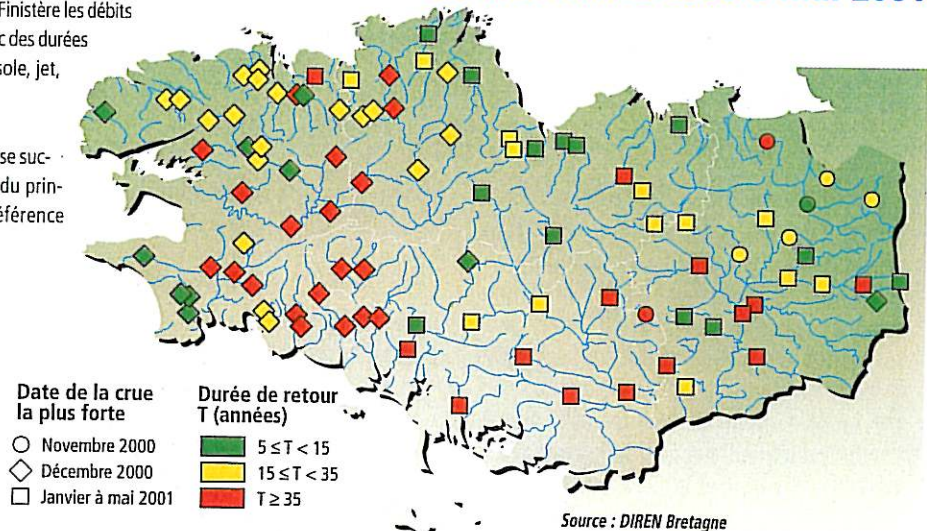 Finistère les débits
c des durées
sole, jet,
se suc-
du prin-
éférence
Date de la crue
la plus forte
Novembre 2000
Décembre 2000
Janvier à mai 2001
Durée de retour
T (années)
5 ≤ T < 15
15 ≤ T < 35
T ≥ 35
Source : DIREN Bretagne